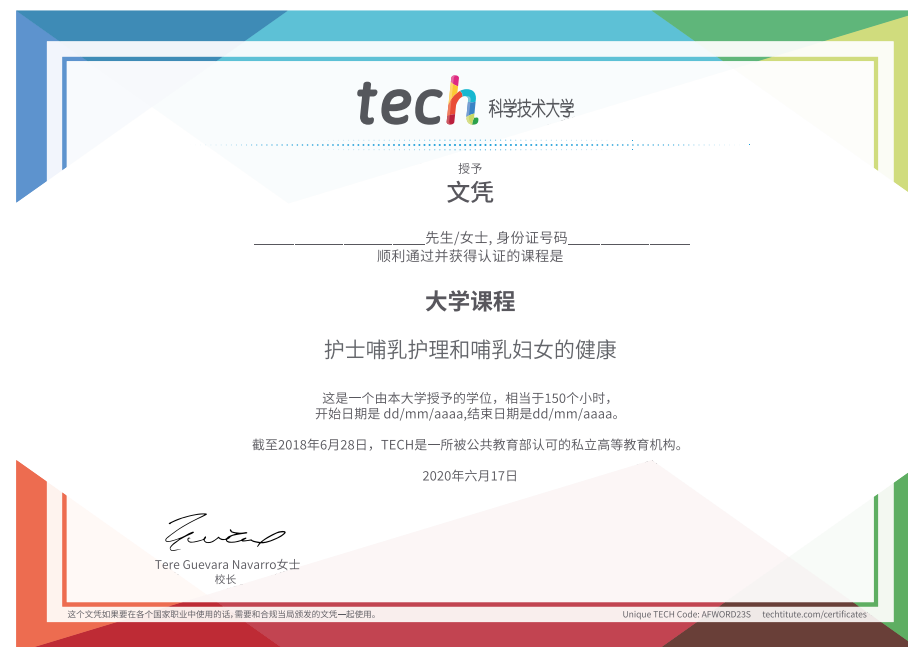 tech 科学技术大学
授予
文凭
先生/女士, 身份证号码
顺利通过并获得认证的课程是
大学课程
护士哺乳护理和哺乳妇女的健康
这是一个由本大学授予的学位，相当于150个小时，
开始日期是 dd/mm/aaaa,结束日期是dd/mm/aaaa。
截至2018年6月28日，TECH是一所被公共教育部认可的私立高等教育机构。
2020年六月17日
Tere Guevara Navarro女士
校长
这个文凭如果要在各个国家职业中使用的话,需要和合规当局颁发的文凭一起使用。
Unique TECH Code: AFWORD23S techtitute.com/certificates